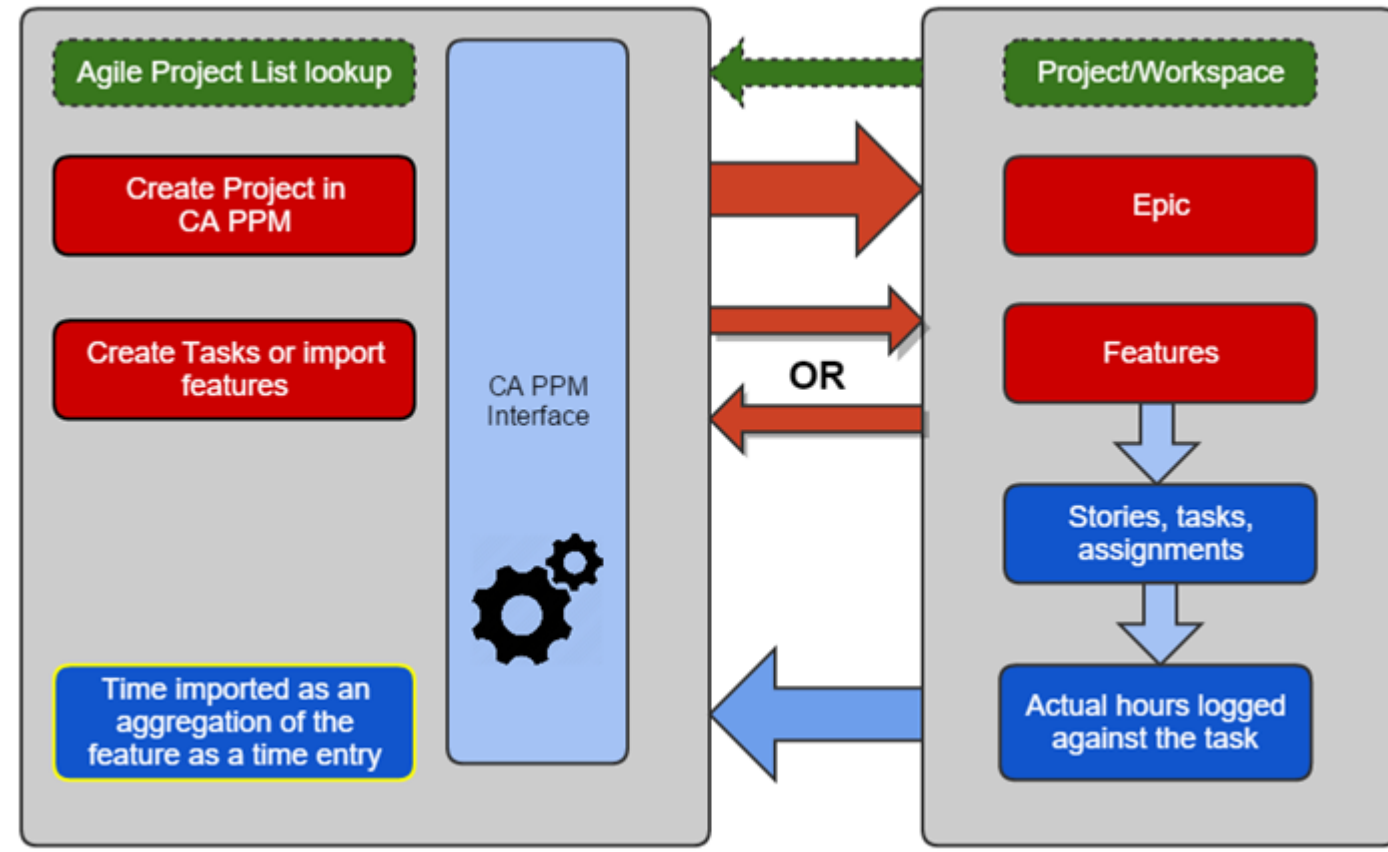 Agile Project List lookup
Project/Workspace
Create Project in
CA PPM
Epic
Create Tasks or import
features
CA PPM
Interface
OR
Features
Stories, tasks,
assignments
Time imported as an
aggregation of the
feature as a time entry
Actual hours logged
against the task